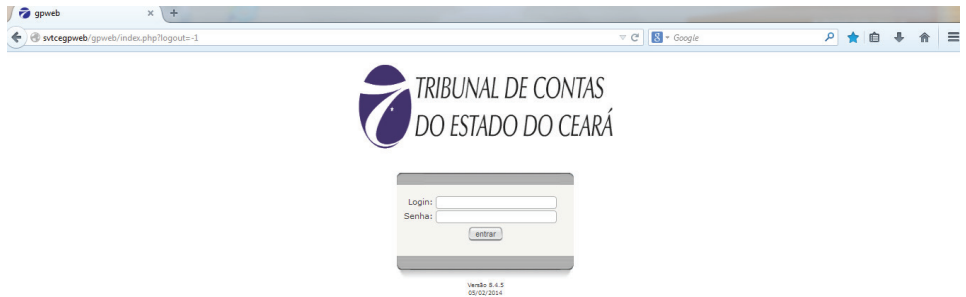 gpweb
svtcegpweb/gpweb/index.php?logout=-1
Google
TRIBUNAL DE CONTAS
DO ESTADO DO CEARÁ
Login:
Senha:
entrar
Versão 8.4.5
05/02/2014